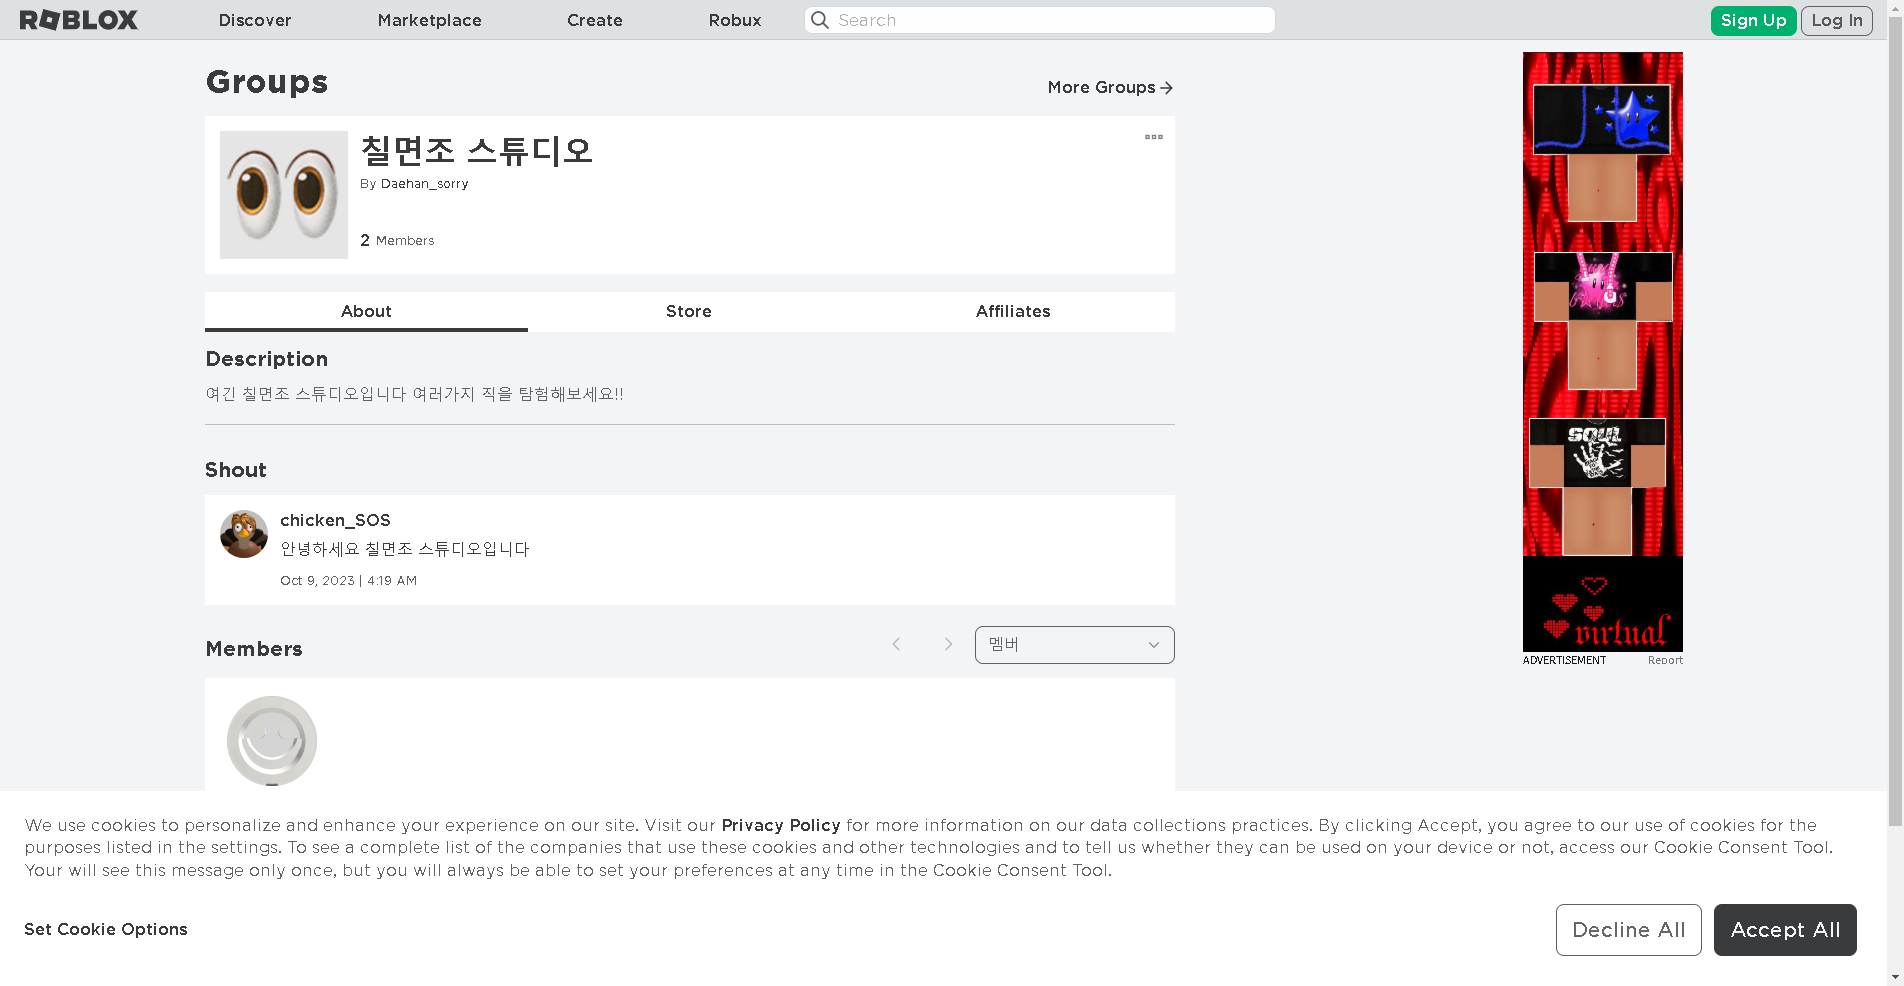 ROBLOX
Discover
Marketplace
Create
Robux
Search
Sign Up
Log In
Groups
More Groups
칠면조 스튜디오
By Daehan_sorry
2 Members
About
Store
Affiliates
Description
여긴 칠면조 스튜디오입니다 여러가지 직을 탐험해보세요!!
Shout
chicken_SOS
안녕하세요 칠면조 스튜디오입니다
Oct 9, 2023 | 4:19 AM
Members
멤버
SOUL
virtual
ADVERTISEMENT
Report
We use cookies to personalize and enhance your experience on our site. Visit our Privacy Policy for more information on our data collections practices. By clicking Accept, you agree to our use of cookies for the
purposes listed in the settings. To see a complete list of the companies that use these cookies and other technologies and to tell us whether they can be used on your device or not, access our Cookie Consent Tool.
Your will see this message only once, but you will always be able to set your preferences at any time in the Cookie Consent Tool.
Set Cookie Options
Decline All
Accept All